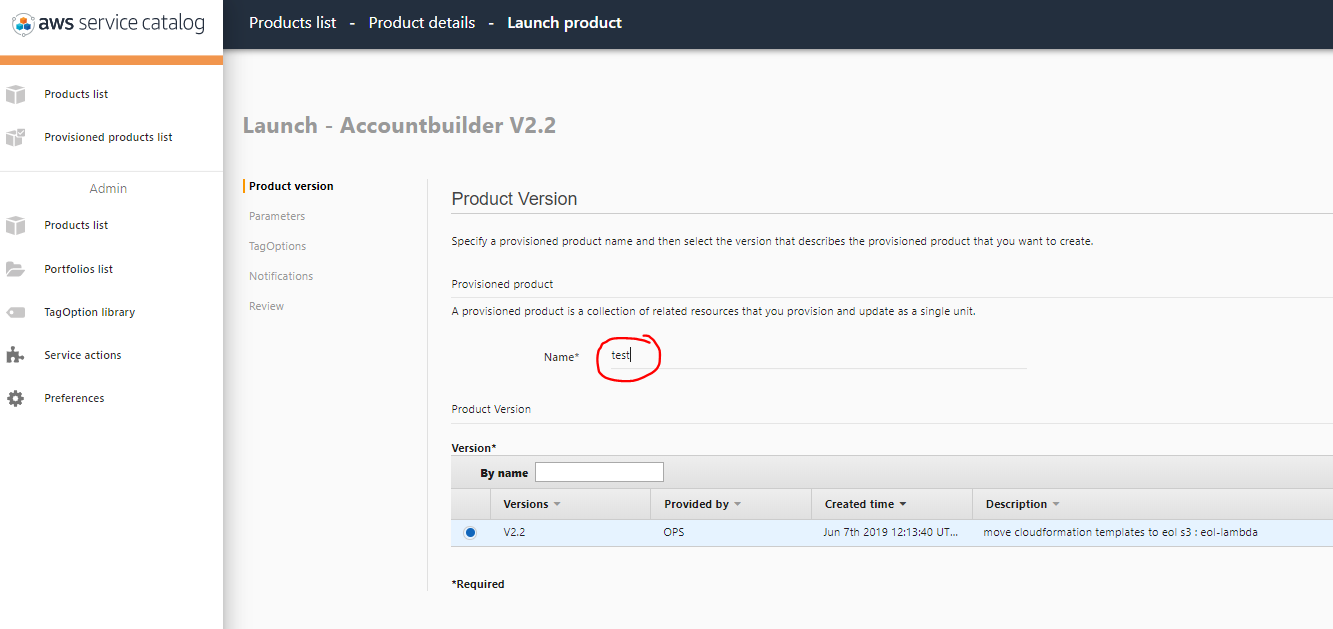 aws service catalog
Products list - Product details - Launch product
Products list
Provisioned products list
Admin
Products list
Portfolios list
TagOption library
Service actions
Preferences
Launch - Accountbuilder V2.2
Product version
Parameters
TagOptions
Notifications
Review
Product Version
Specify a provisioned product name and then select the version that describes the provisioned product that you want to create.
Provisioned product
A provisioned product is a collection of related resources that you provision and update as a single unit.
Name* test
Product Version
Version*
By name
Versions Provided by Created time Description
V2.2 OPS Jun 7th 2019 12:13:40 UT... move cloudformation templates to eol s3 : eol-lambda
*Required